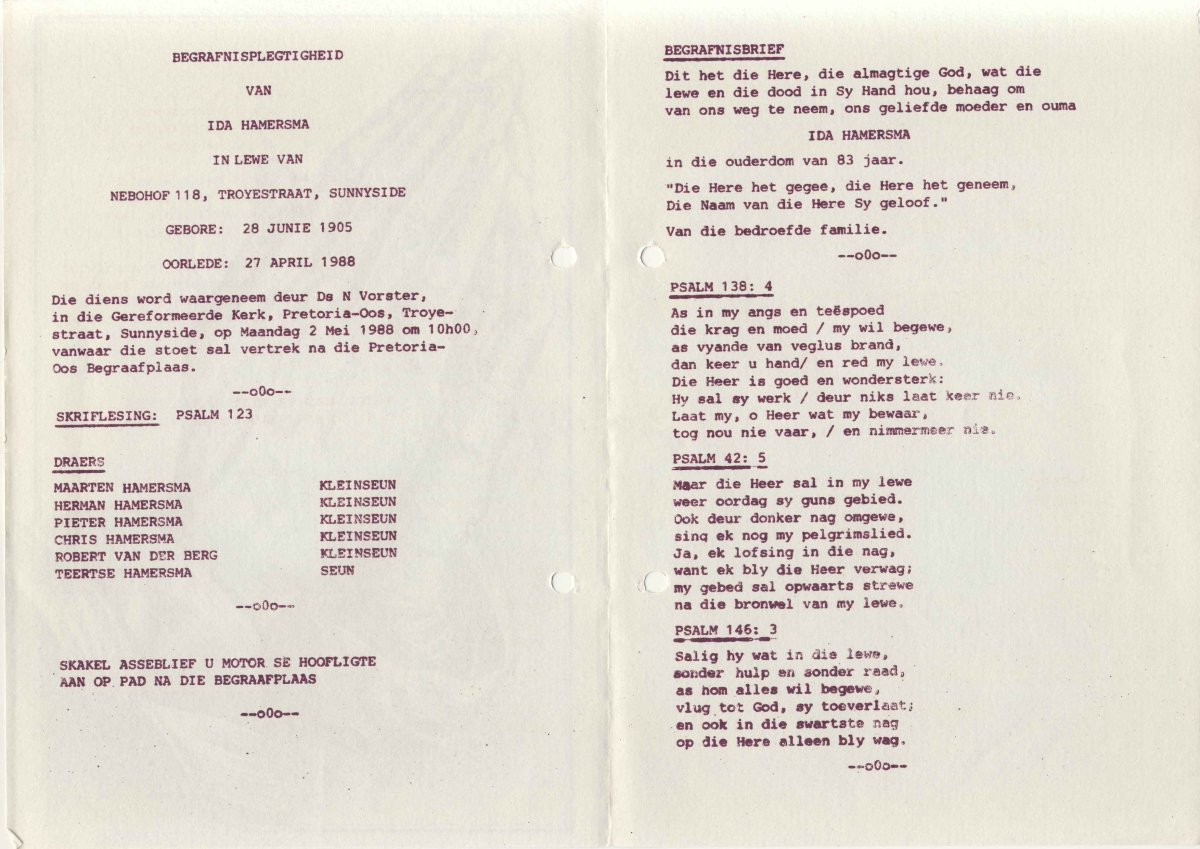 BEGRAFNISPLEGTIGHEID
VAN
IDA HAMERSMA
IN LEWE VAN
NEBOHOF 118, TROYESTRAAT, SUNNYSIDE
GEBORE: 28 JUNIE 1905
OORLEDE: 27 APRIL 1988
Die diens word waargeneem deur Ds N Vorster,
in die Gereformeerde Kerk, Pretoria-Oos, Troye-
straat, Sunnyside, op Maandag 2 Mei 1988 om 10h00,
vanwaar die stoet sal vertrek na die Pretoria-
Oos Begraafplaas.
--oOo--
SKRIFLESING: PSALM 123
DRAERS
MAARTEN HAMERSMA KLEINSEUN
HERMAN HAMERSMA KLEINSEUN
PIETER HAMERSMA KLEINSEUN
CHRIS HAMERSMA KLEINSEUN
ROBERT VAN DER BERG KLEINSEUN
TEERTSE HAMERSMA SEUN
--oOo--
SKAKEL ASSEBLIEF U MOTOR SE HOOFLIGTE
AAN OP PAD NA DIE BEGRAAFPLAAS
--oOo--
BEGRAFNISBRIEF
Dit het die Here, die almagtige God, wat die
lewe en die dood in Sy Hand hou, behaag om
van ons weg te neem, ons geliefde moeder en ouma
IDA HAMERSMA
in die ouderdom van 83 jaar.
"Die Here het gegee, die Here het geneem,
Die Naam van die Here Sy geloof."
Van die bedroefde familie.
--oOo--
PSALM 138: 4
As in my angs en teëspoed
die krag en moed / my wil begewe,
as vyande van veglus brand,
dan keer u hand/ en red my lewe.
Die Heer is goed en wondersterk:
Hy sal sy werk / deur niks laat keer nie.
Laat my, o Heer wat my bewaar,
tog nou nie vaar, / en nimmermeer nie.
PSALM 42: 5
Maar die Heer sal in my lewe
weer oordag sy guns gebied.
Ook deur donker nag omgewe,
sing ek nog my pelgrimslied.
Ja, ek lofsing in die nag,
want ek bly die Heer verwag;
my gebed sal opwaarts strewe
na die bronwel van my lewe.
PSALM 146: 3
Salig hy wat in die lewe,
sonder hulp en sonder raad,
as hom alles wil begewe,
vlug tot God, sy toeverlaat;
en ook in die swartste nag
op die Here alleen bly wag.
--oOo--